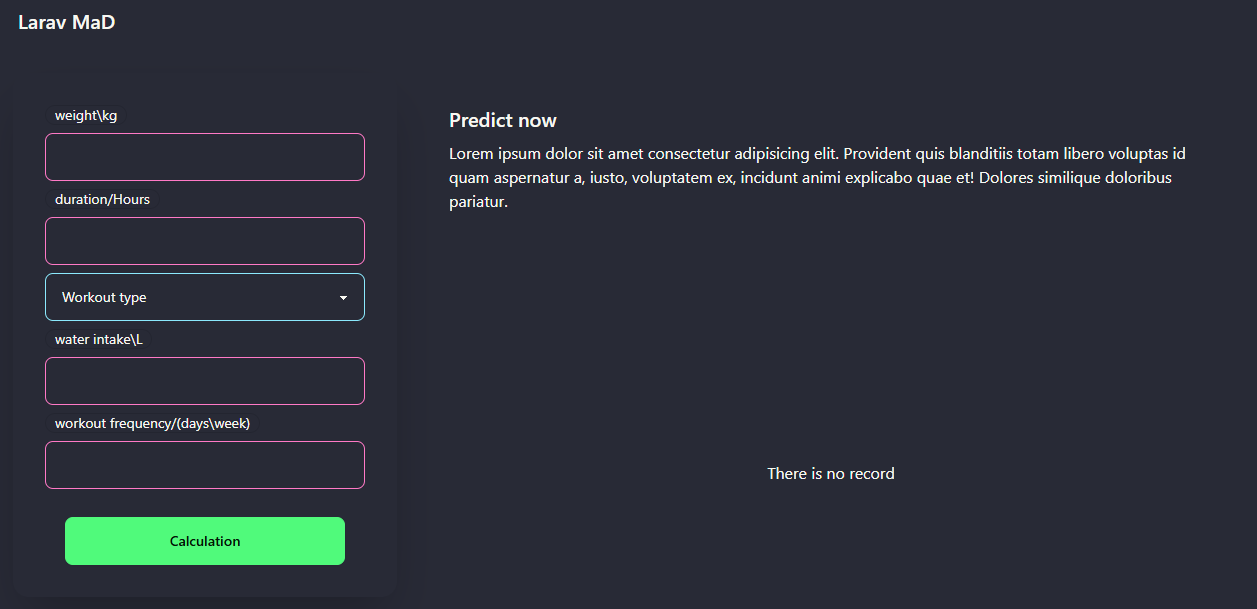 Larav MaD
weight\kg
duration/Hours
Workout type
water intake\L
workout frequency/(days\week)
Calculation
Predict now
Lorem ipsum dolor sit amet consectetur adipisicing elit. Provident quis blanditiis totam libero voluptas id
quam aspernatur a, iusto, voluptatem ex, incidunt animi explicabo quae et! Dolores similique doloribus
pariatur.
There is no record